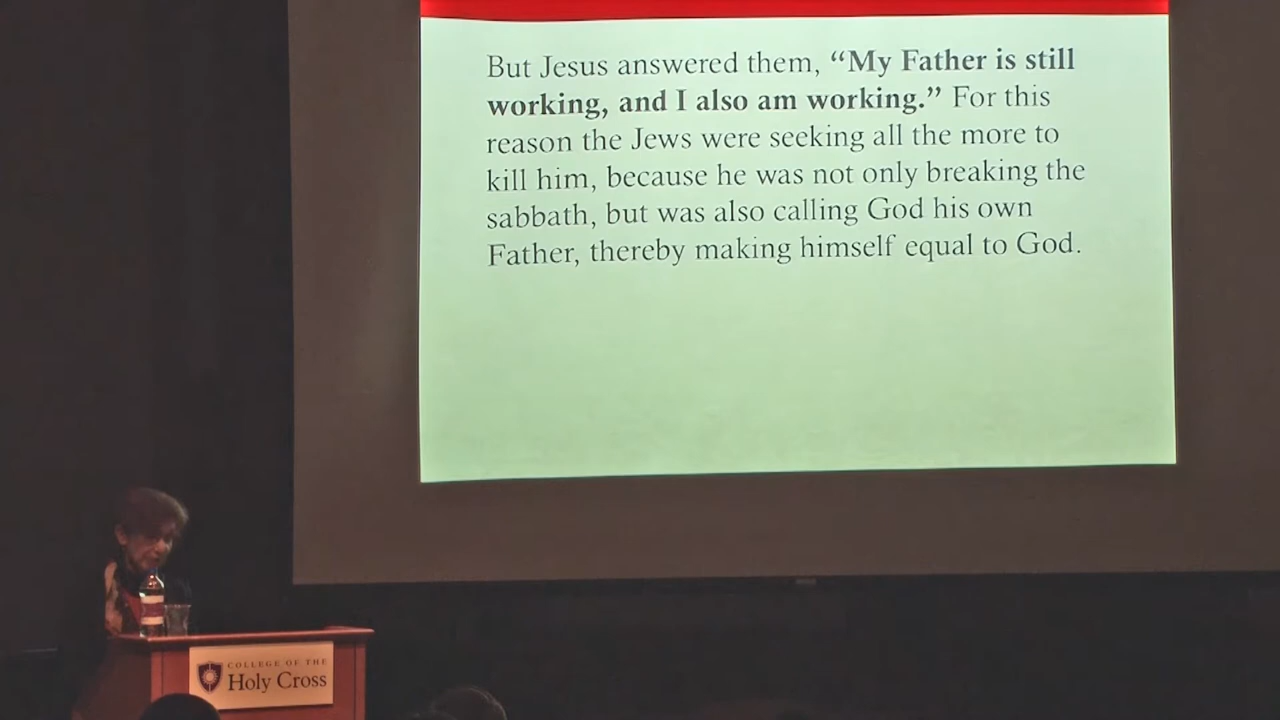 But Jesus answered them, “My Father is still
working, and I also am working.” For this
reason the Jews were seeking all the more to
kill him, because he was not only breaking the
sabbath, but was also calling God his own
Father, thereby making himself equal to God.
COLLEGE OF THE
Holy Cross